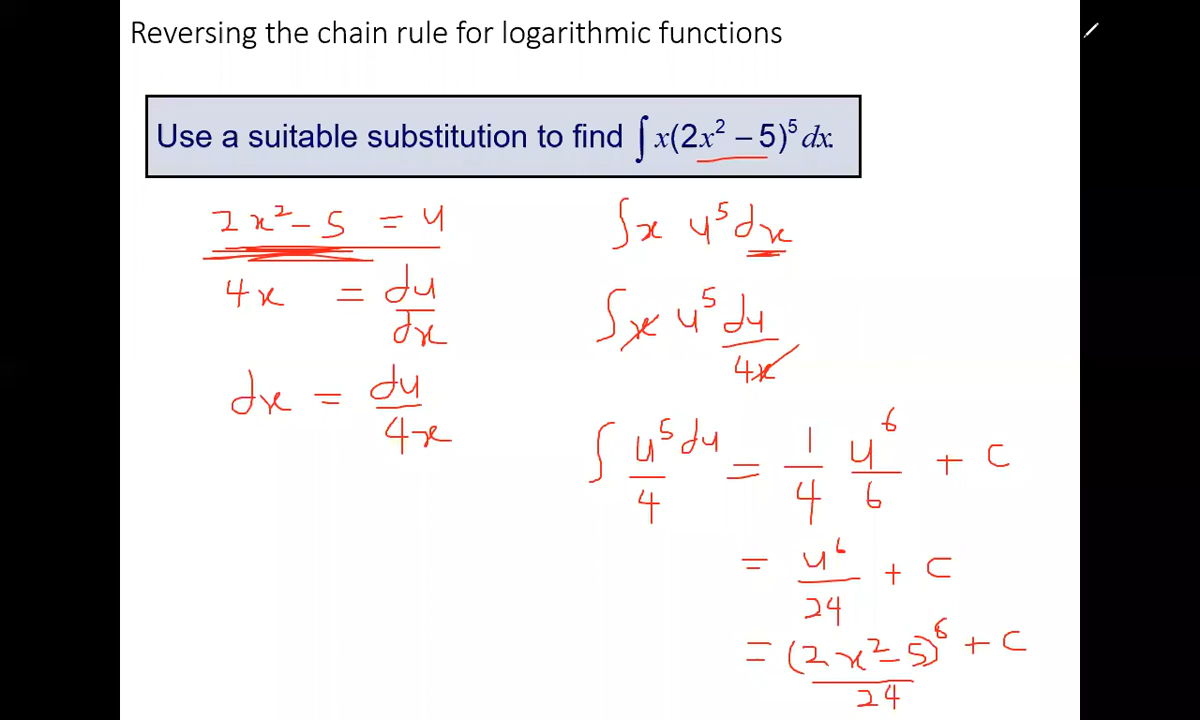 Reversing the chain rule for logarithmic functions
Use a suitable substitution to find ∫ x(2x² – 5)⁵ dx.
2x² – 5 = u
4x = du/dx
dx = du/4x
∫ x u⁵ dx
∫ x u⁵ du/4x
∫ u⁵/4 du = 1/4 u⁶/6 + c
= u⁶/24 + c
= (2x² – 5)⁶/24 + c